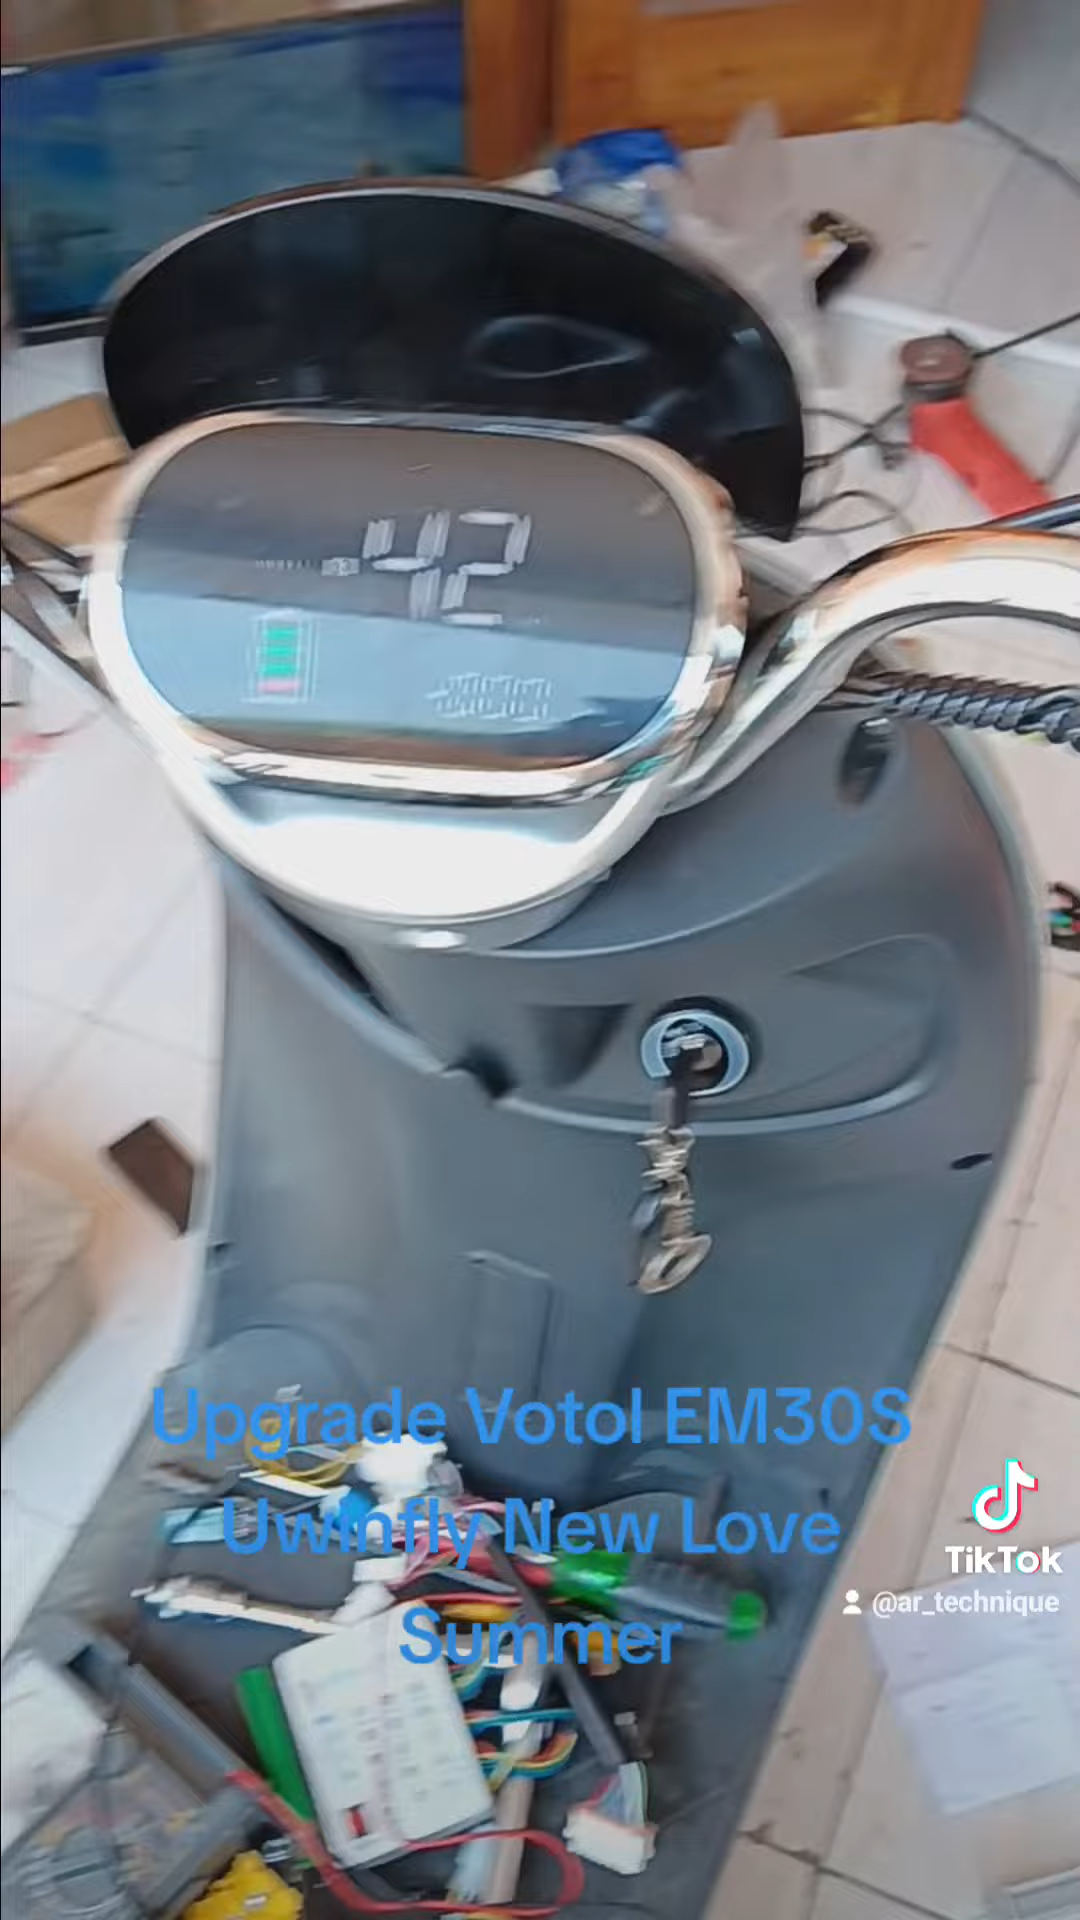 42
Upgrade Votol EM30S
Uwinfly New Love
Summer
TikTok
@ar_technique